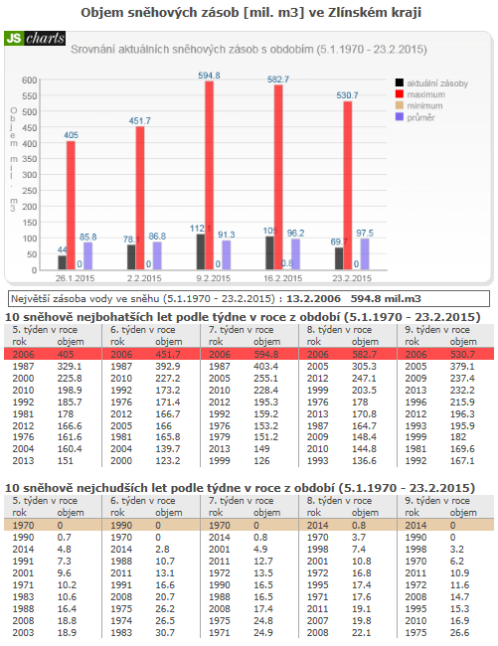 Objem sněhových zásob [mil. m3] ve Zlínském kraji
JS charts
Srovnání aktuálních sněhových zásob s obdobím (5.1.1970 - 23.2.2015)
Objem mil. m3
600
550
500
450
400
350
300
250
200
150
100
50
0
44 405 0 85.8
78. 451.7 0 86.8
112 594.8 0 91.3
105 582.7 0.8 96.2
69. 530.7 0 97.5
26.1.2015 2.2.2015 9.2.2015 16.2.2015 23.2.2015
aktuální zásoby
maximum
minimum
průměr
Největší zásoba vody ve sněhu (5.1.1970 - 23.2.2015) : 13.2.2006 594.8 mil.m3
10 sněhově nejbohatších let podle týdne v roce z období (5.1.1970 - 23.2.2015)
5. týden v roce 6. týden v roce 7. týden v roce 8. týden v roce 9. týden v roce
rok objem rok objem rok objem rok objem rok objem
2006 405 2006 451.7 2006 594.8 2006 582.7 2006 530.7
1987 329.1 1987 392.9 1987 403.4 2005 305.3 2005 379.1
2000 225.8 2010 227.2 2005 255.1 2012 247.1 2009 237.4
2010 198.9 1992 173.2 2010 228.4 1999 203.5 2013 232.2
1992 185.7 1976 171.4 2012 195.3 1976 178 1996 215.9
1981 178 2012 166.7 1992 159.2 2013 170.8 2012 196.3
2012 166.6 2005 166 1976 153.2 1987 164.7 1993 195.9
1976 161.6 1981 165.8 1979 151.2 2009 148.4 1999 182
2004 160.4 2004 139.7 2013 149 2010 144.8 1981 169.6
2013 151 2000 123.2 1999 126 1993 136.6 1992 167.1
10 sněhově nejchudších let podle týdne v roce z období (5.1.1970 - 23.2.2015)
5. týden v roce 6. týden v roce 7. týden v roce 8. týden v roce 9. týden v roce
rok objem rok objem rok objem rok objem rok objem
1970 0 1990 0 1970 0 2014 0.8 2014 0
1990 0.7 1970 0 2014 0.8 1970 3.7 1990 0
2014 4.8 2014 2.8 2001 4.9 1998 7.4 1998 3.2
1991 7.3 1988 10.7 2011 12.7 2001 10.8 1970 6.2
2001 9.6 2011 13.1 1972 13.5 1972 16.8 2011 10.9
1971 10.2 1991 16.6 1990 16.5 1995 17.4 1972 11.6
1983 10.6 2008 20.7 1988 16.5 1971 17.6 2008 14.7
1988 16.4 1975 26.2 2008 17.4 2011 19.1 1995 15.3
2008 18.8 1974 26.5 1975 24.8 2007 19.8 2010 16.9
2003 18.9 1983 30.7 1971 24.9 2008 22.1 1975 26.6